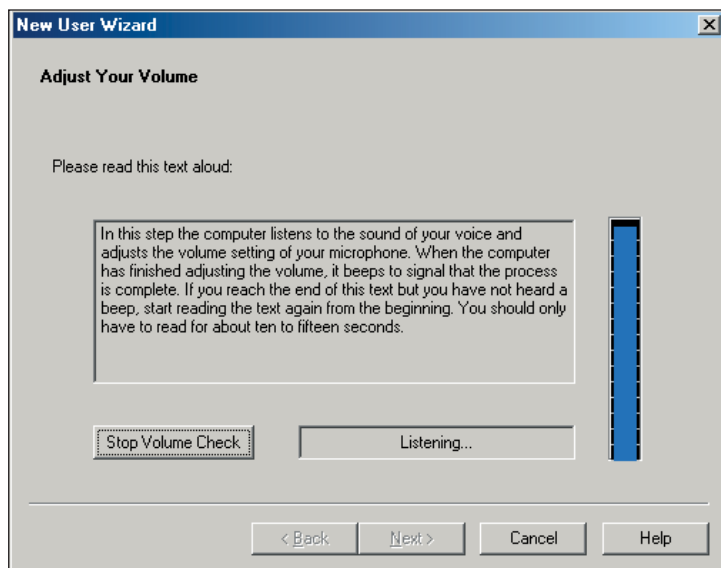 New User Wizard
Adjust Your Volume
Please read this text aloud:
In this step the computer listens to the sound of your voice and
adjusts the volume setting of your microphone. When the computer
has finished adjusting the volume, it beeps to signal that the process
is complete. If you reach the end of this text but you have not heard a
beep, start reading the text again from the beginning. You should only
have to read for about ten to fifteen seconds.
Stop Volume Check
Listening...
< Back
Next >
Cancel
Help